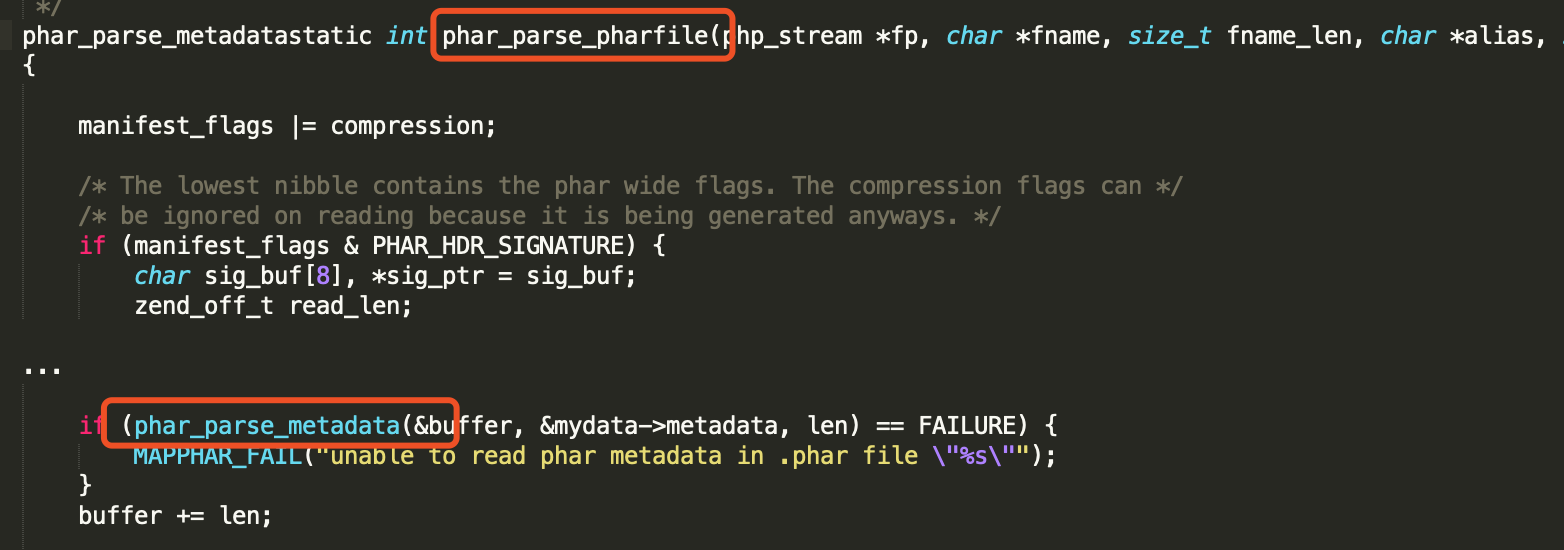 */
phar_parse_metadatastatic int phar_parse_pharfile(php_stream *fp, char *fname, size_t fname_len, char *alias,
{
manifest_flags |= compression;
/* The lowest nibble contains the phar wide flags. The compression flags can */
/* be ignored on reading because it is being generated anyways. */
if (manifest_flags & PHAR_HDR_SIGNATURE) {
char sig_buf[8], *sig_ptr = sig_buf;
zend_off_t read_len;
...
if (phar_parse_metadata(&buffer, &mydata->metadata, len) == FAILURE) {
MAPPHAR_FAIL("unable to read phar metadata in .phar file \"%s\"");
}
buffer += len;